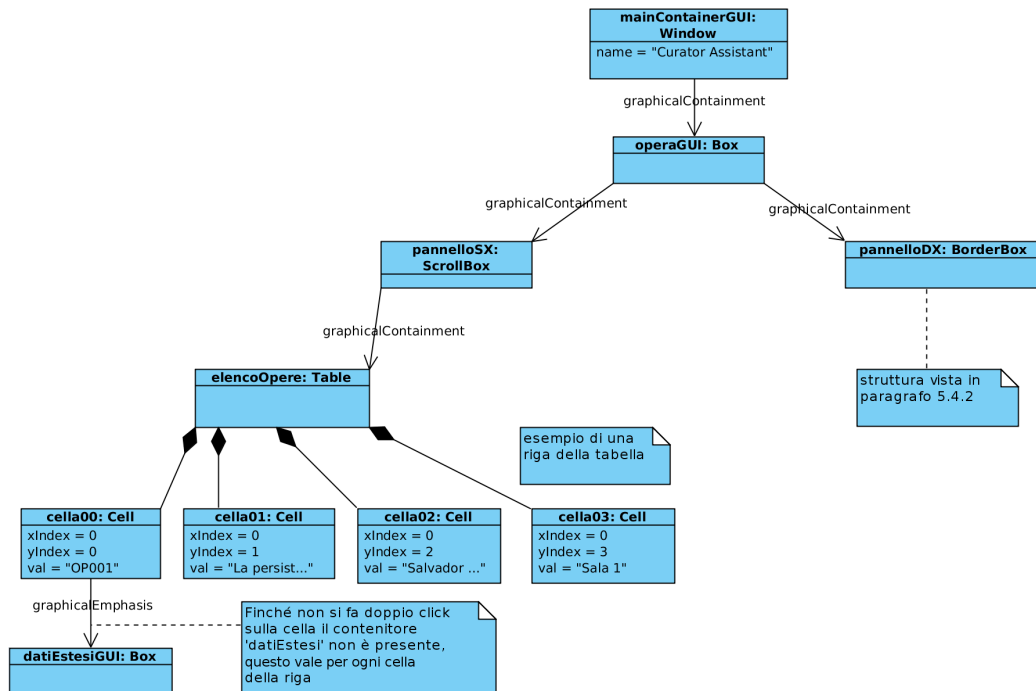 mainContainerGUI:
Window
name = "Curator Assistant"
graphicalContainment
operaGUI: Box
graphicalContainment
graphicalContainment
pannelloSX:
ScrollBox
pannelloDX: BorderBox
graphicalContainment
elencoOpere: Table
struttura vista in
paragrafo 5.4.2
esempio di una
riga della tabella
cella00: Cell
xIndex = 0
yIndex = 0
val = "OP001"
cella01: Cell
xIndex = 0
yIndex = 1
val = "La persist..."
cella02: Cell
xIndex = 0
yIndex = 2
val = "Salvador ..."
cella03: Cell
xIndex = 0
yIndex = 3
val = "Sala 1"
graphicalEmphasis
Finché non si fa doppio click
sulla cella il contenitore
'datiEstesi' non è presente,
questo vale per ogni cella
della riga
datiEstesiGUI: Box